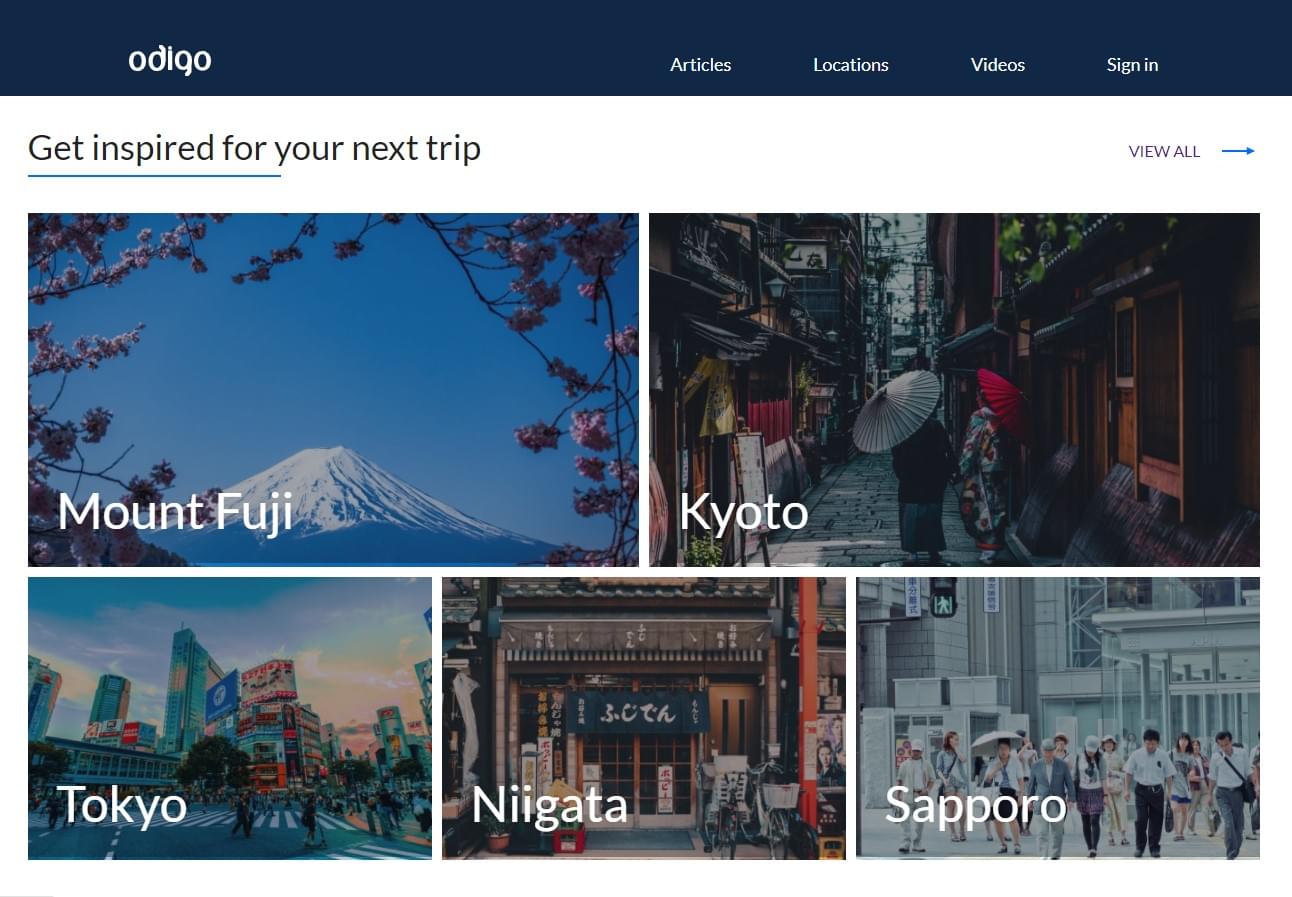 odigo
Articles
Locations
Videos
Sign in
Get inspired for your next trip
VIEW ALL
Mount Fuji
Kyoto
ふじでん
Tokyo
Niigata
Sapporo